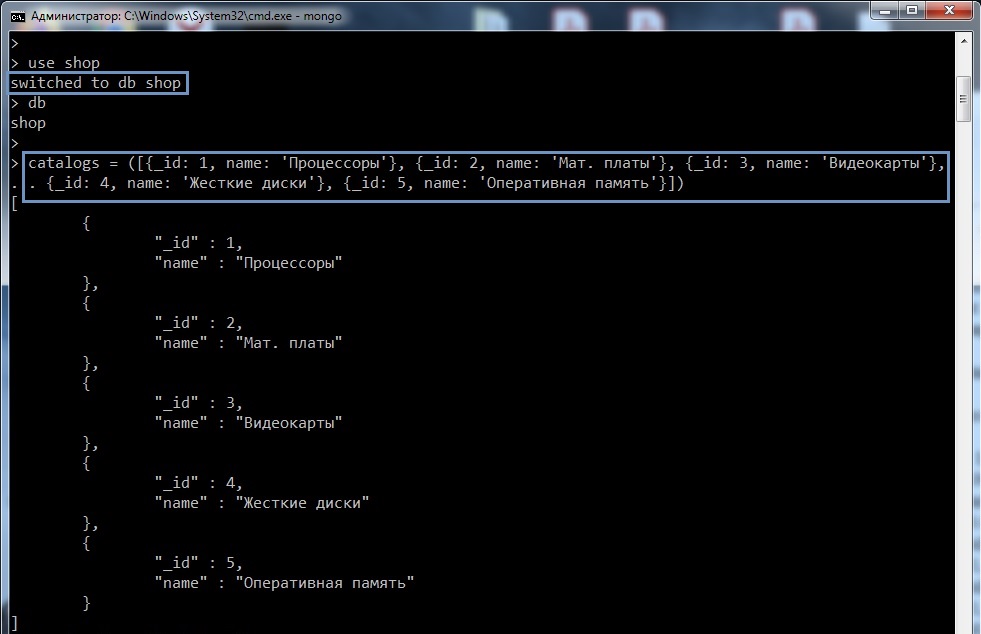 Администратор: C:\Windows\System32\cmd.exe - mongo
>
> use shop
switched to db shop
> db
shop
>
> catalogs = ([{_id: 1, name: 'Процессоры'}, {_id: 2, name: 'Мат. платы'}, {_id: 3, name: 'Видеокарты'},
. . {_id: 4, name: 'Жесткие диски'}, {_id: 5, name: 'Оперативная память'}])
[
{
"_id" : 1,
"name" : "Процессоры"
},
{
"_id" : 2,
"name" : "Мат. платы"
},
{
"_id" : 3,
"name" : "Видеокарты"
},
{
"_id" : 4,
"name" : "Жесткие диски"
},
{
"_id" : 5,
"name" : "Оперативная память"
}
]